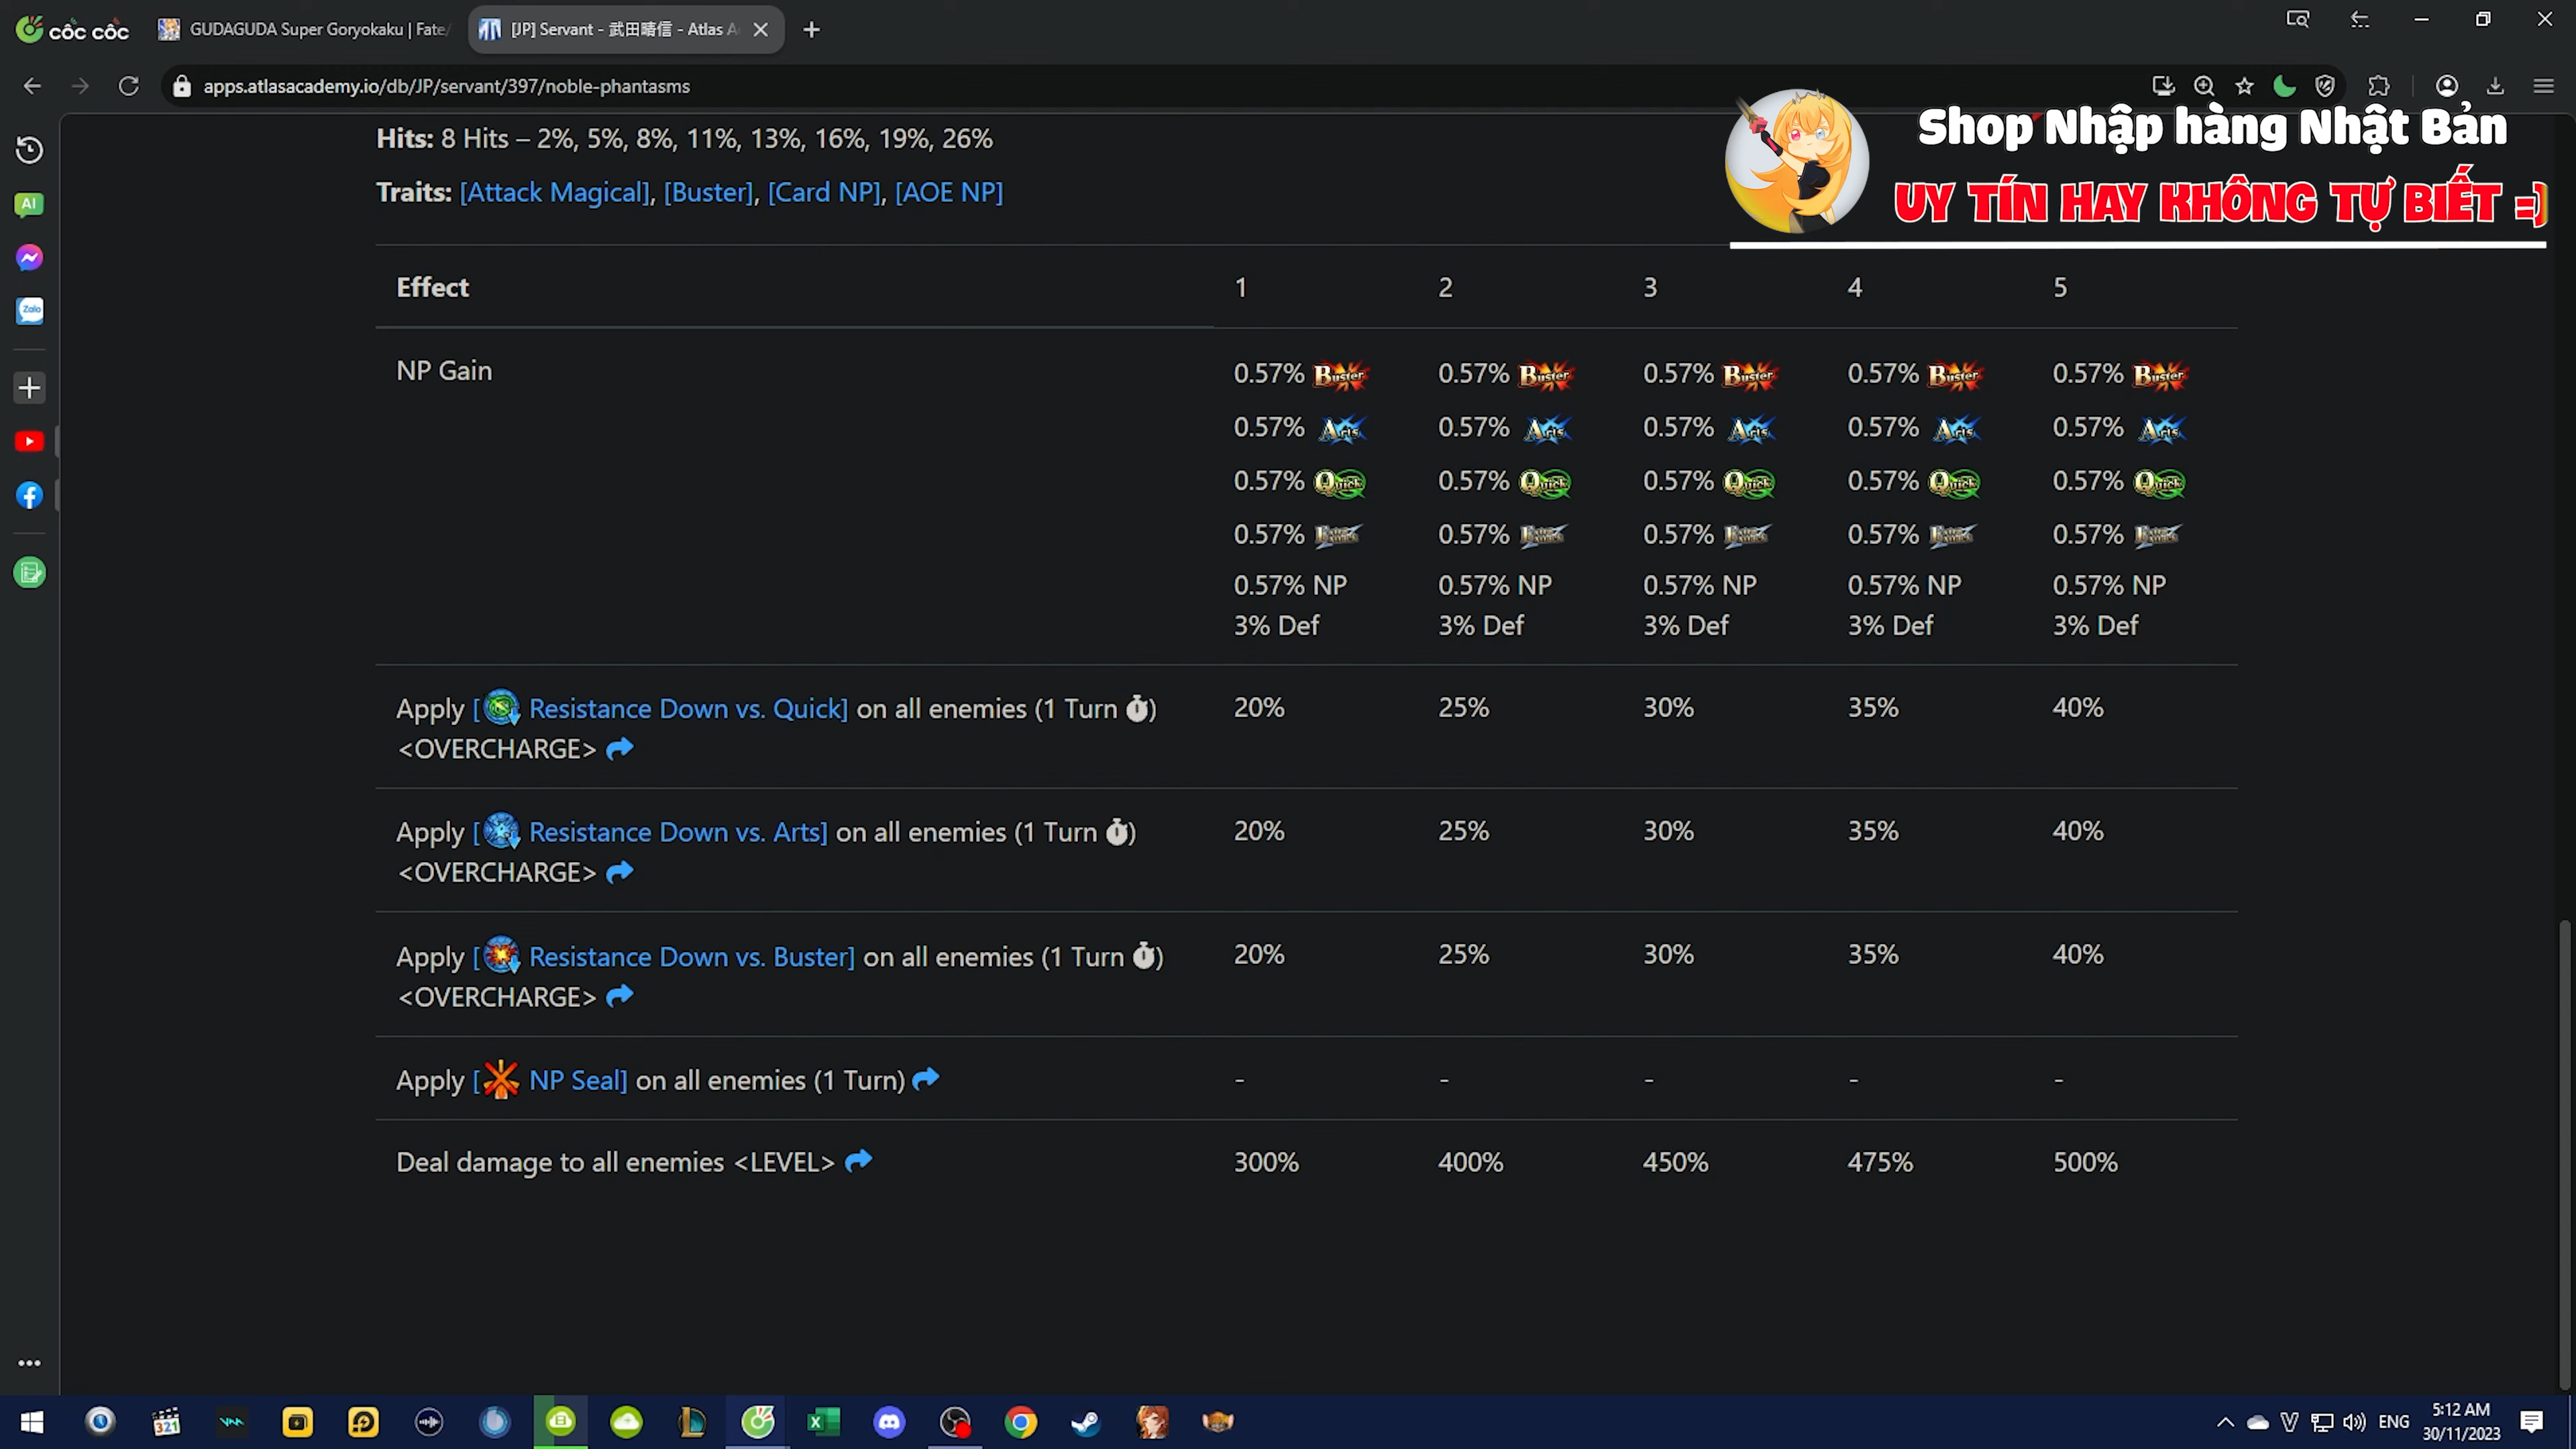 cốc cốc
GUDAGUDA Super Goryokaku | Fate/
[JP] Servant - 武田晴信 - Atlas A
apps.atlasacademy.io/db/JP/servant/397/noble-phantasms
Shop Nhập hàng Nhật Bản
UY TÍN HAY KHÔNG TỰ BIẾT =)
AI
Zalo
Hits: 8 Hits – 2%, 5%, 8%, 11%, 13%, 16%, 19%, 26%
Traits: [Attack Magical], [Buster], [Card NP], [AOE NP]
Effect 1 2 3 4 5
NP Gain 0.57% Buster 0.57% Buster 0.57% Buster 0.57% Buster 0.57% Buster
0.57% Arts 0.57% Arts 0.57% Arts 0.57% Arts 0.57% Arts
0.57% Quick 0.57% Quick 0.57% Quick 0.57% Quick 0.57% Quick
0.57% 0.57% 0.57% 0.57% 0.57%
0.57% NP 0.57% NP 0.57% NP 0.57% NP 0.57% NP
3% Def 3% Def 3% Def 3% Def 3% Def
Apply [ Resistance Down vs. Quick] on all enemies (1 Turn ) 20% 25% 30% 35% 40%
<OVERCHARGE>
Apply [ Resistance Down vs. Arts] on all enemies (1 Turn ) 20% 25% 30% 35% 40%
<OVERCHARGE>
Apply [ Resistance Down vs. Buster] on all enemies (1 Turn ) 20% 25% 30% 35% 40%
<OVERCHARGE>
Apply [ NP Seal] on all enemies (1 Turn) - - - - -
Deal damage to all enemies <LEVEL> 300% 400% 450% 475% 500%
321
ENG
5:12 AM
30/11/2023